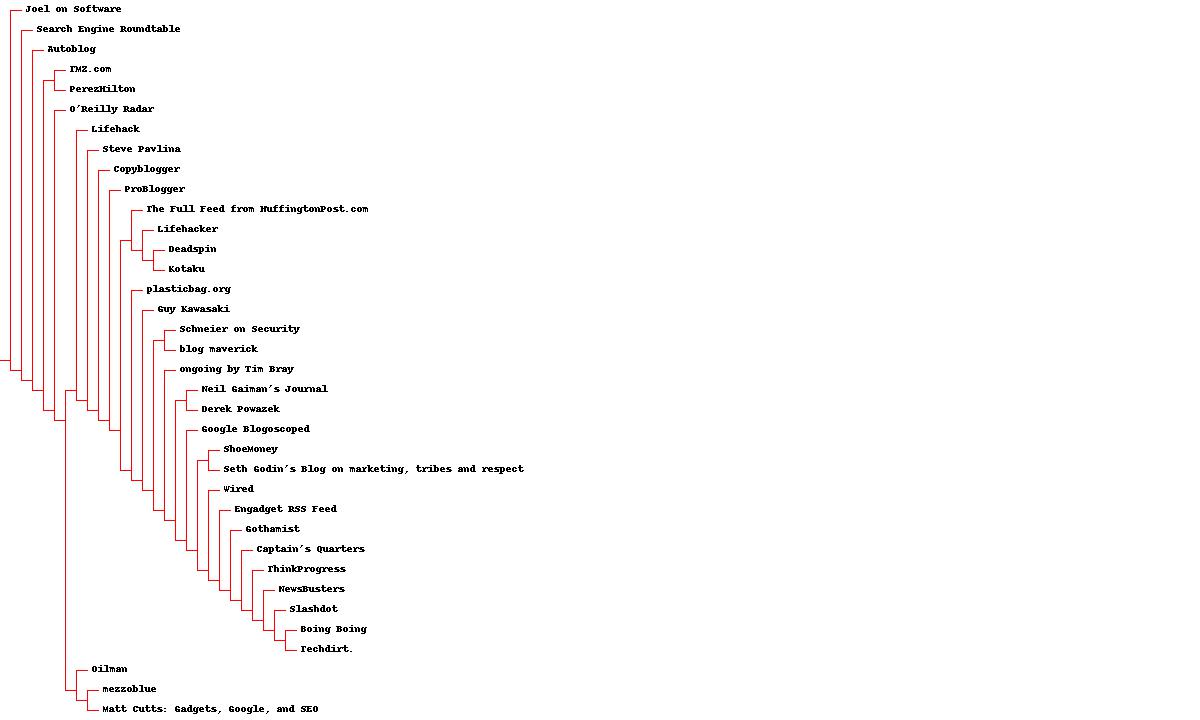 Joel on Software
Search Engine Roundtable
Autoblog
TMZ.com
PerezHilton
O'Reilly Radar
Lifehack
Steve Pavlina
Copyblogger
ProBlogger
The Full Feed from HuffingtonPost.com
Lifehacker
Deadspin
Kotaku
plasticbag.org
Guy Kawasaki
Schneier on Security
blog maverick
ongoing by Tim Bray
Neil Gaiman's Journal
Derek Powazek
Google Blogoscoped
ShoeMoney
Seth Godin's Blog on marketing, tribes and respect
Wired
Engadget RSS Feed
Gothamist
Captain's Quarters
ThinkProgress
NewsBusters
Slashdot
Boing Boing
Techdirt.
Oilman
mezzoblue
Matt Cutts: Gadgets, Google, and SEO